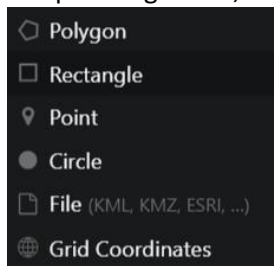 Polygon
Rectangle
Point
Circle
File (KML, KMZ, ESRI, ...)
Grid Coordinates